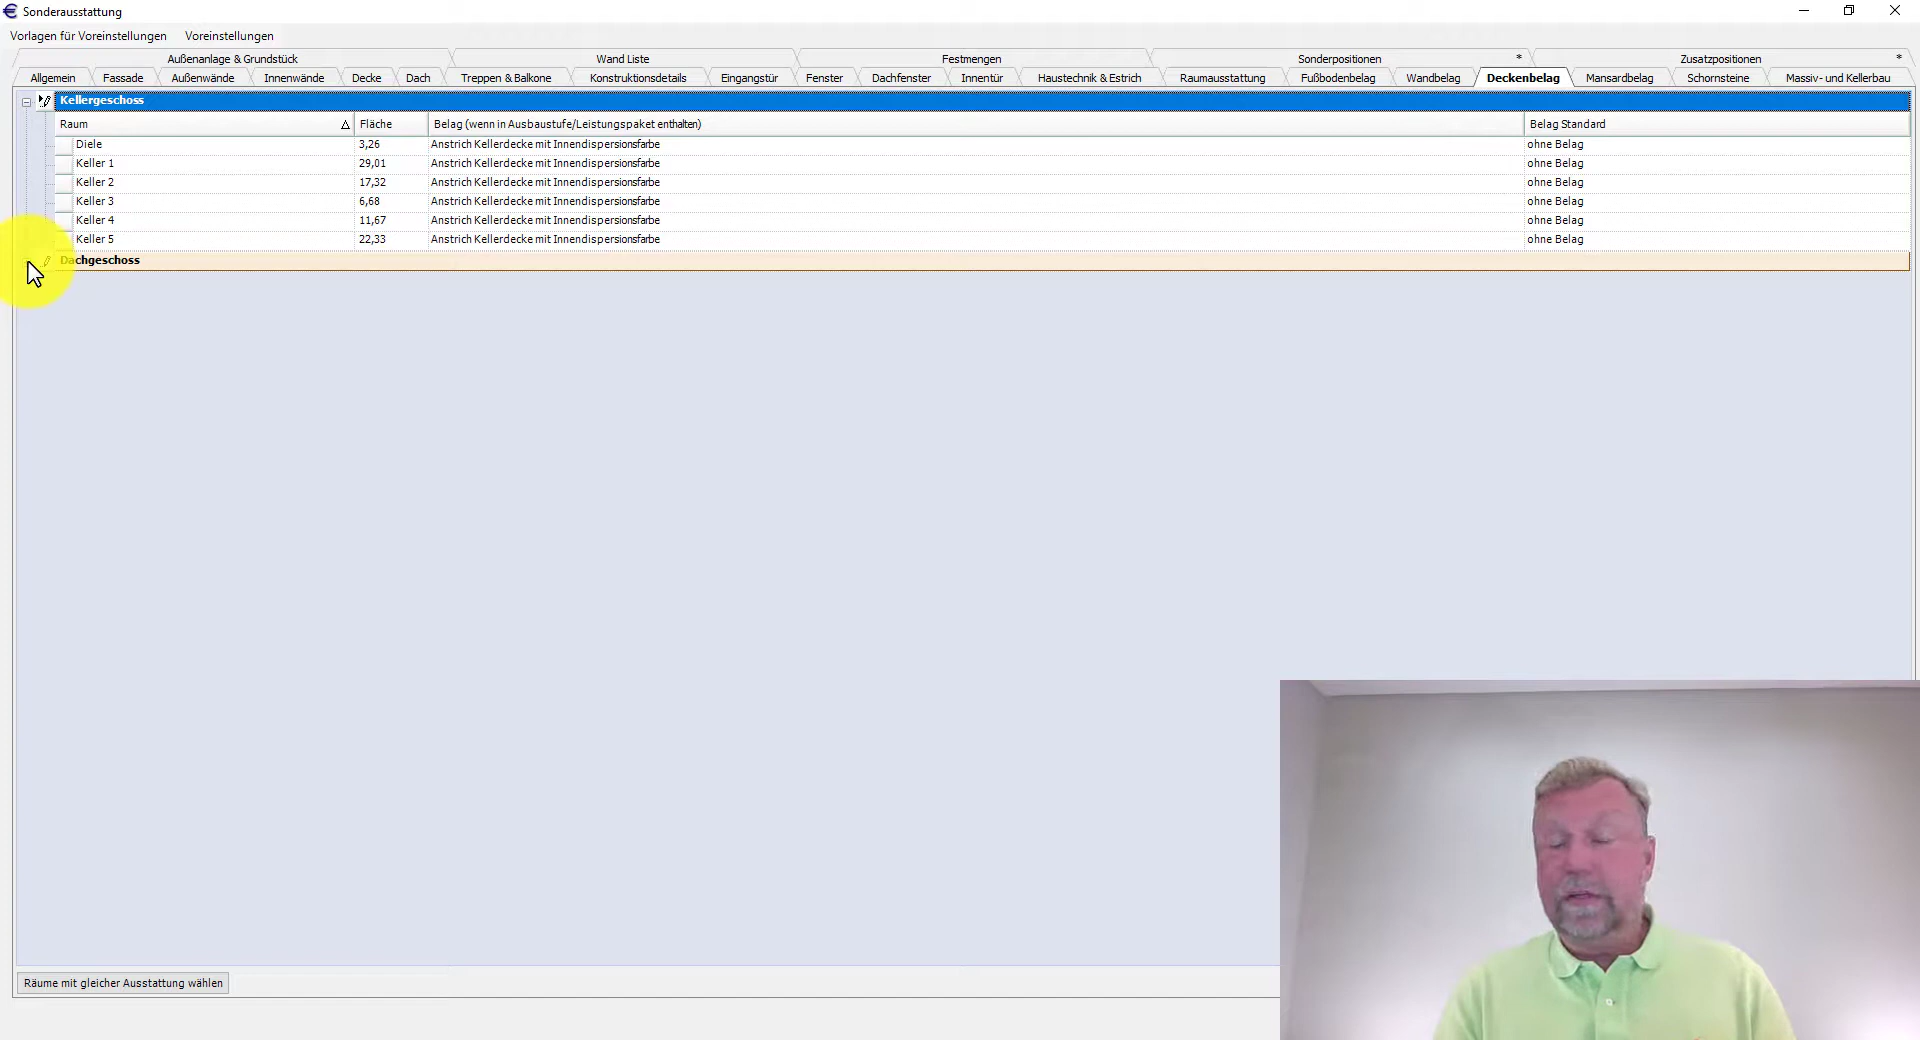 Sonderausstattung
Vorlagen für Voreinstellungen Voreinstellungen
Außenanlage & Grundstück Wand Liste Festmengen Sonderpositionen * Zusatzpositionen *
Allgemein Fassade Außenwände Innenwände Decke Dach Treppen & Balkone Konstruktionsdetails Eingangstür Fenster Dachfenster Innentür Haustechnik & Estrich Raumausstattung Fußbodenbelag Wandbelag Deckenbelag Mansardbelag Schornsteine Massiv- und Kellerbau
Kellergeschoss
Raum Fläche Belag (wenn in Ausbaustufe/Leistungspaket enthalten) Belag Standard
Diele 3,26 Anstrich Kellerdecke mit Innendispersionsfarbe ohne Belag
Keller 1 29,01 Anstrich Kellerdecke mit Innendispersionsfarbe ohne Belag
Keller 2 17,32 Anstrich Kellerdecke mit Innendispersionsfarbe ohne Belag
Keller 3 6,68 Anstrich Kellerdecke mit Innendispersionsfarbe ohne Belag
Keller 4 11,67 Anstrich Kellerdecke mit Innendispersionsfarbe ohne Belag
Keller 5 22,33 Anstrich Kellerdecke mit Innendispersionsfarbe ohne Belag
Dachgeschoss
Räume mit gleicher Ausstattung wählen